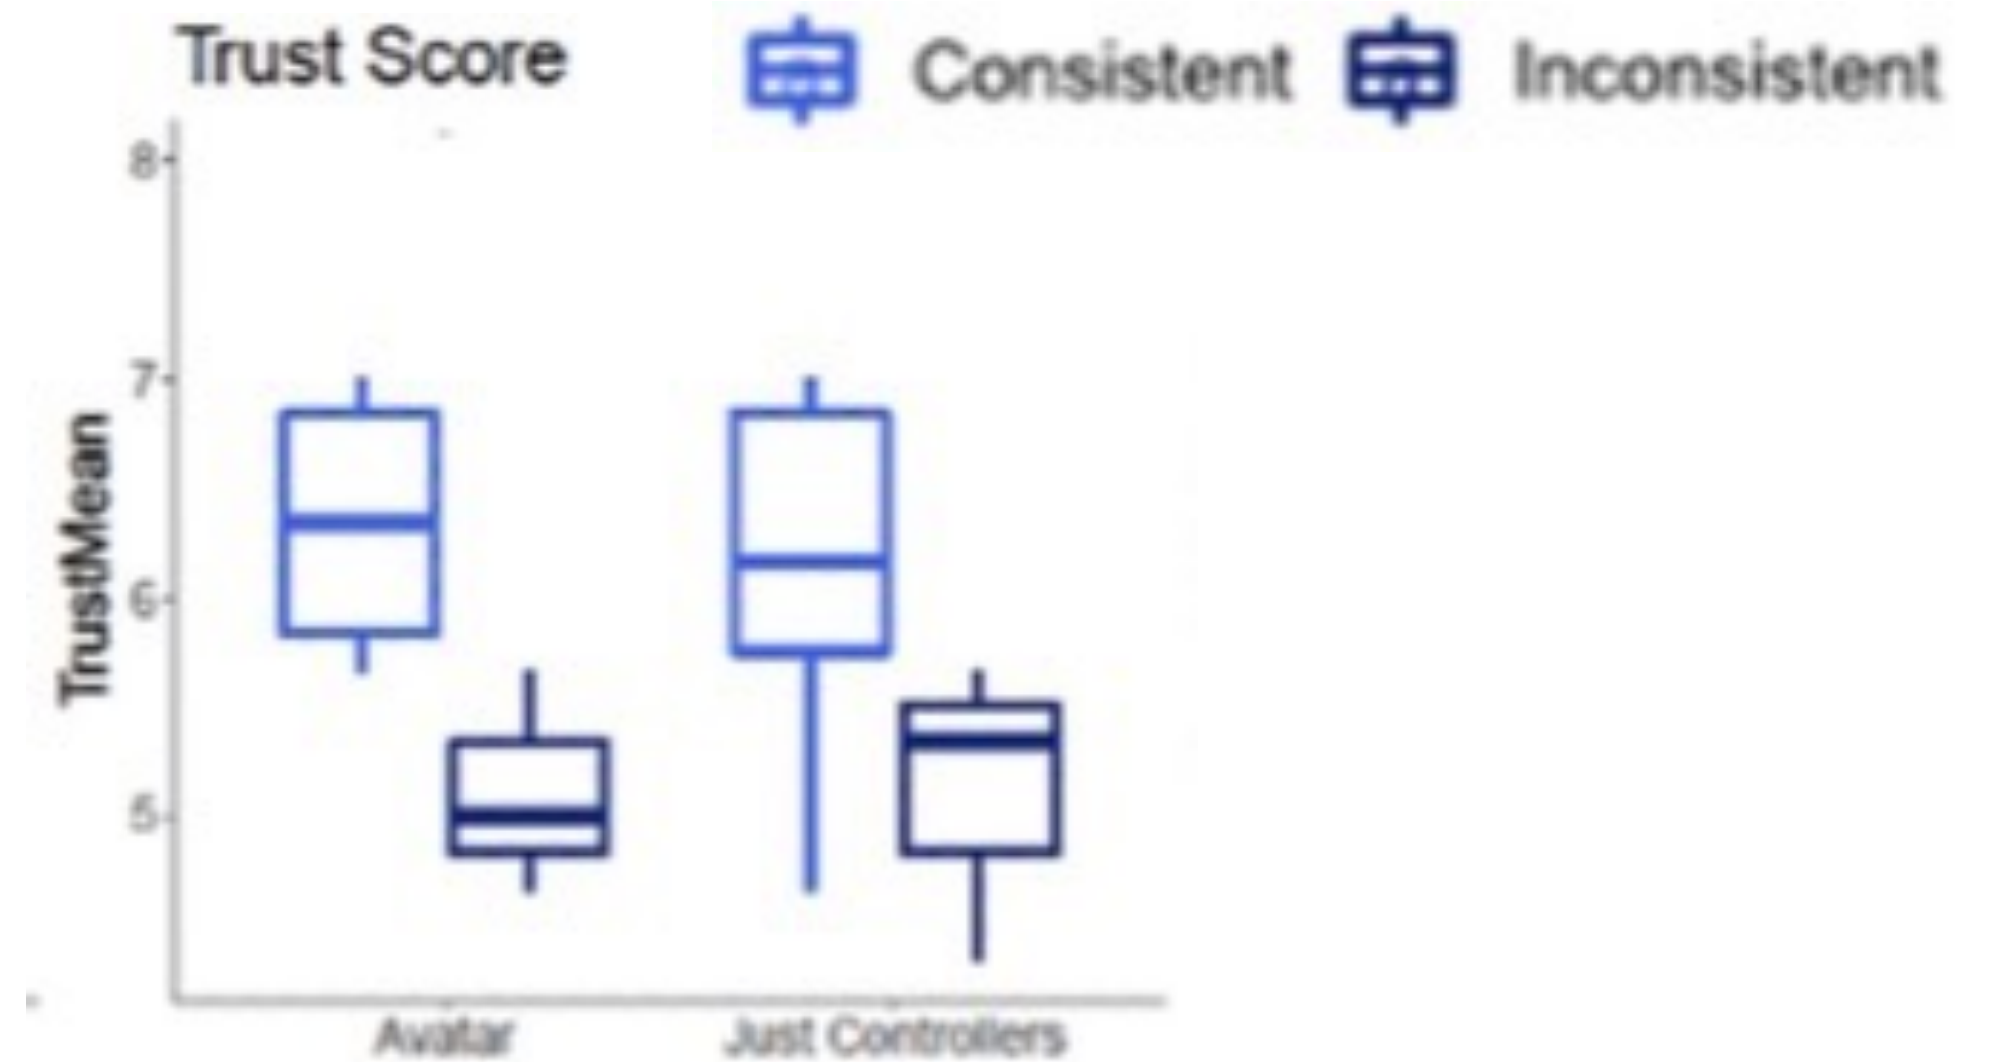 Trust Score
Consistent
Inconsistent
8
7
6
5
TrustMean
Avatar
Just Controllers